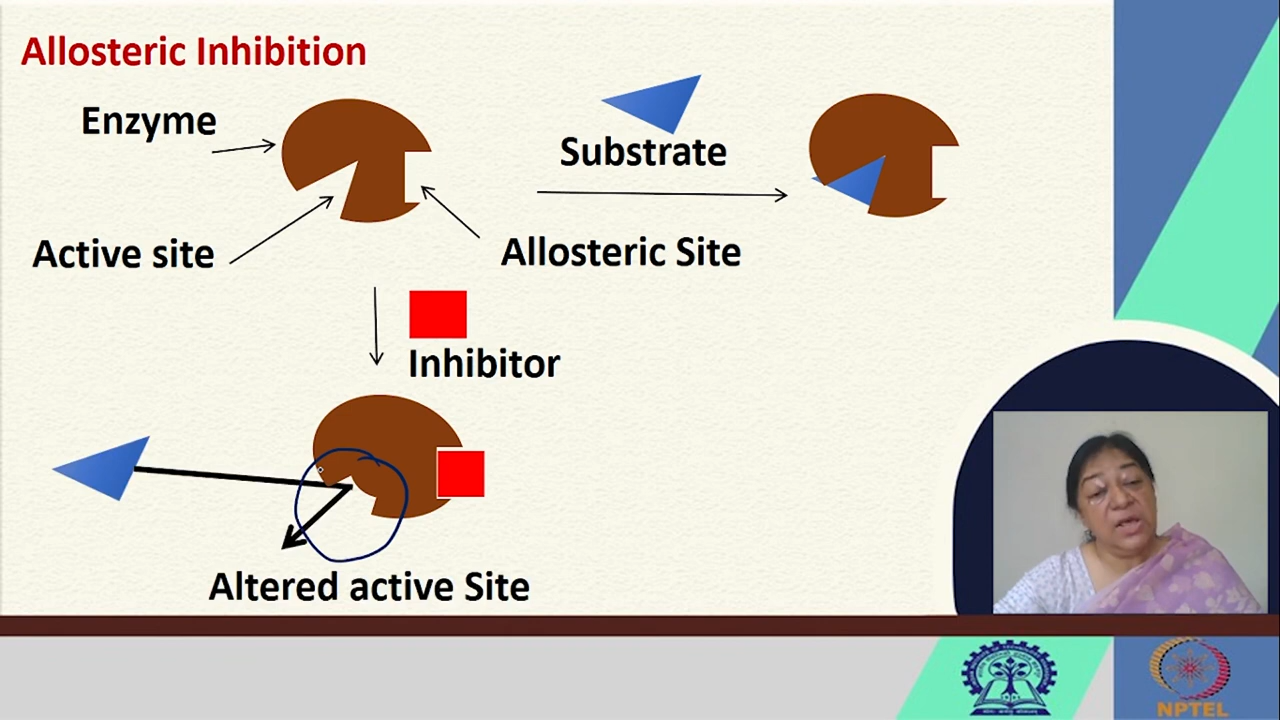 Allosteric Inhibition
Enzyme
Substrate
Active site
Allosteric Site
Inhibitor
Altered active Site
NPTEL